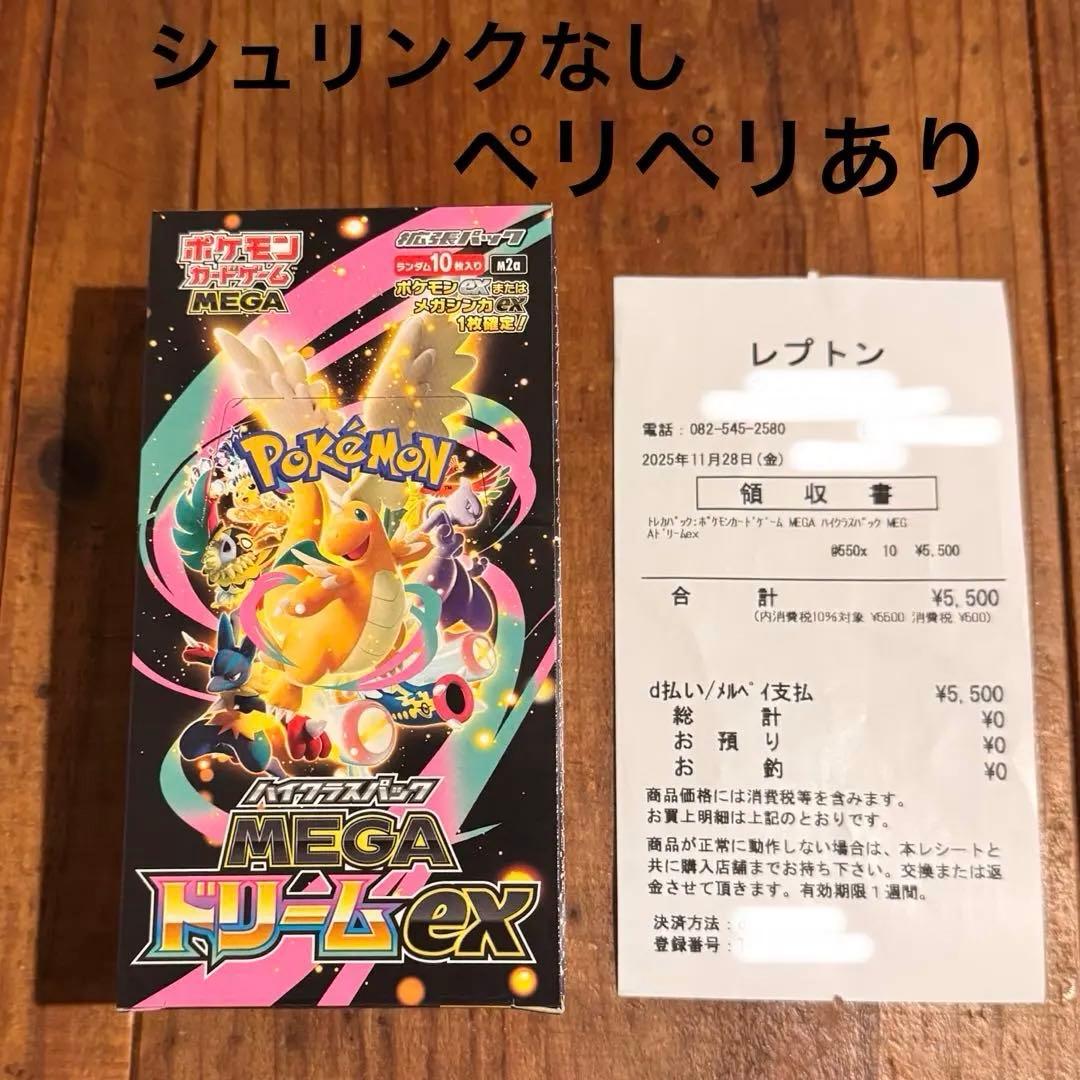 シュリンクなし
ペリペリあり
ポケモン
カードゲーム
MEGA
拡張パック
ランダム10枚入り M2a
ポケモンexまたは
メガシンカex
1枚確定!
POKÉMON
ハイクラスパック
MEGA
ドリームex
レプトン
電話:082-545-2580
2025年11月28日(金)
領収書
トレカパック:ポケモンカードゲーム MEGA ハイクラスパック MEG
Aドリームex
@550x 10 ¥5,500
合計 ¥5,500
(内消費税10%対象 ¥5500 消費税 ¥500)
d払い/メルペイ支払 ¥5,500
総計 ¥0
お預り ¥0
お釣 ¥0
商品価格には消費税等を含みます。
お買上明細は上記のとおりです。
商品が正常に動作しない場合は、本レシートと
共に購入店舗までお持ち下さい。交換または返
金させて頂きます。有効期限1週間。
決済方法:
登録番号: